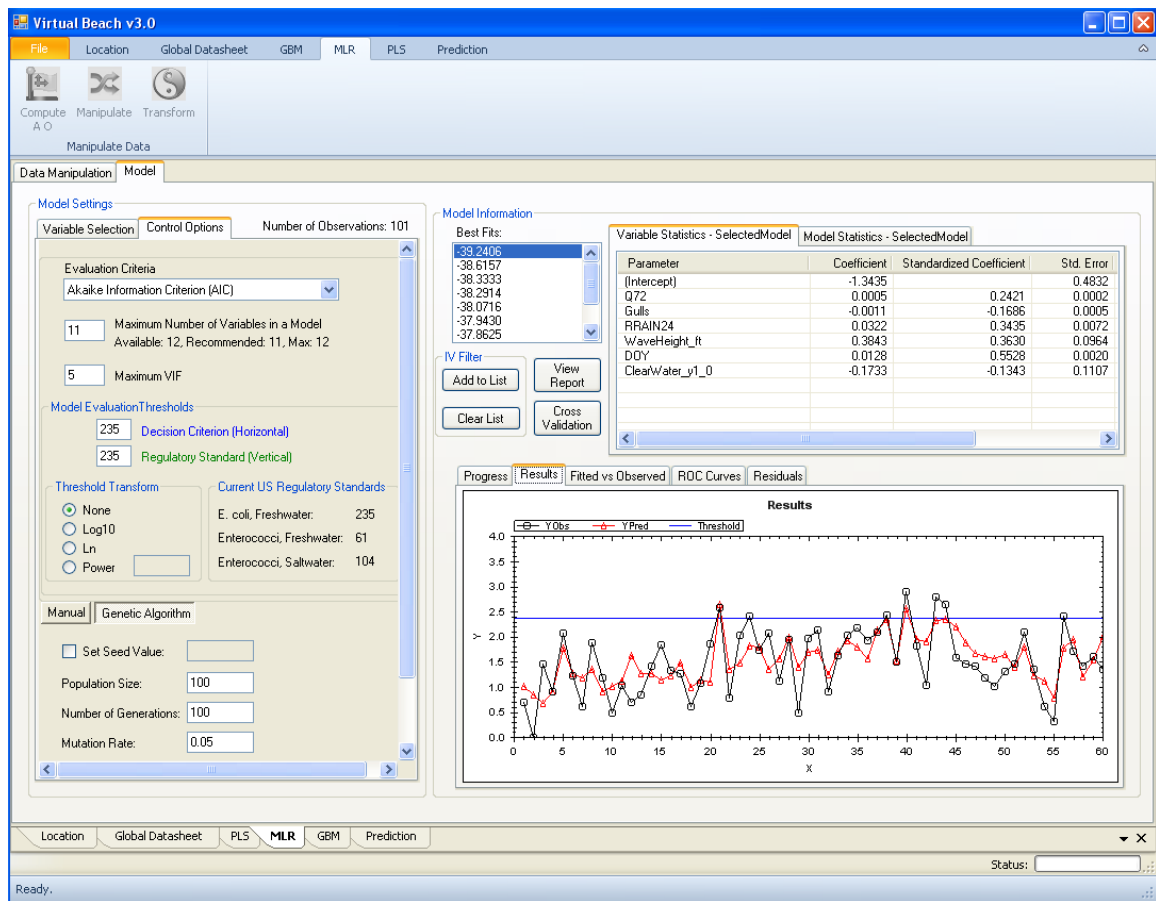 Virtual Beach v3.0
File Location Global Datasheet GBM MLR PLS Prediction
Compute A O Manipulate Transform
Manipulate Data
Data Manipulation Model
Model Settings
Variable Selection Control Options Number of Observations: 101
Evaluation Criteria
Akaike Information Criterion (AIC)
11 Maximum Number of Variables in a Model
Available: 12, Recommended: 11, Max: 12
5 Maximum VIF
Model EvaluationThresholds
235 Decision Criterion (Horizontal)
235 Regulatory Standard (Vertical)
Threshold Transform
None
Log10
Ln
Power
Current US Regulatory Standards
E. coli, Freshwater: 235
Enterococci, Freshwater: 61
Enterococci, Saltwater: 104
Manual Genetic Algorithm
Set Seed Value:
Population Size: 100
Number of Generations: 100
Mutation Rate: 0.05
Model Information
Best Fits:
-39.2406
-38.6157
-38.3333
-38.2914
-38.0716
-37.9430
-37.8625
IV Filter
Add to List
Clear List
View Report
Cross Validation
Variable Statistics - SelectedModel Model Statistics - SelectedModel
Parameter Coefficient Standardized Coefficient Std. Error
(Intercept) -1.3435 0.4832
Q72 0.0005 0.2421 0.0002
Gulls -0.0011 -0.1686 0.0005
RRAIN24 0.0322 0.3435 0.0072
WaveHeight_ft 0.3843 0.3630 0.0964
DOY 0.0128 0.5528 0.0020
ClearWater_y1_0 -0.1733 -0.1343 0.1107
Progress Results Fitted vs Observed ROC Curves Residuals
Results
YObs YPred Threshold
4.0
3.5
3.0
2.5
2.0
1.5
1.0
0.5
0.0
Y
0 5 10 15 20 25 30 35 40 45 50 55 60
X
Location Global Datasheet PLS MLR GBM Prediction
Status:
Ready.